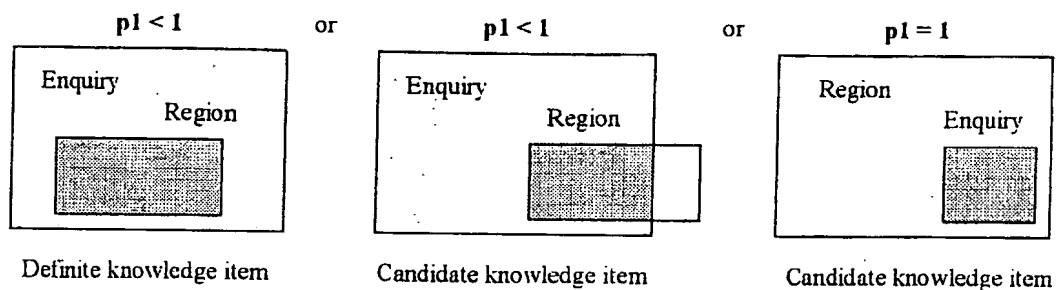 p1 < 1 or p1 < 1 or p1 = 1
Enquiry
Region
Enquiry
Region
Region
Enquiry
Definite knowledge item
Candidate knowledge item
Candidate knowledge item